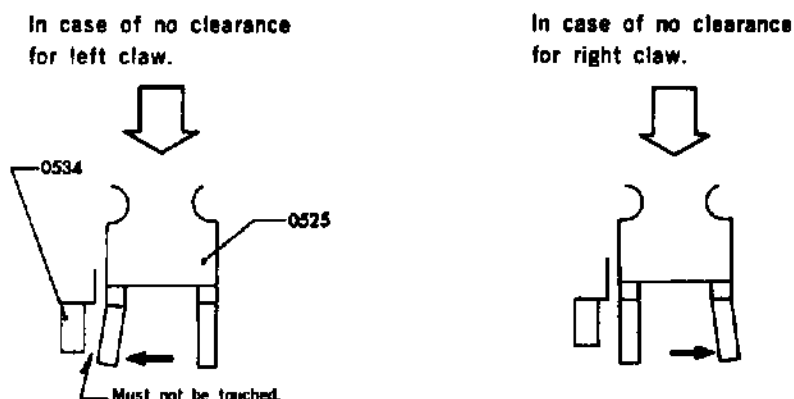 In case of no clearance
for left claw.
In case of no clearance
for right claw.
0534
0525
Must not be touched.